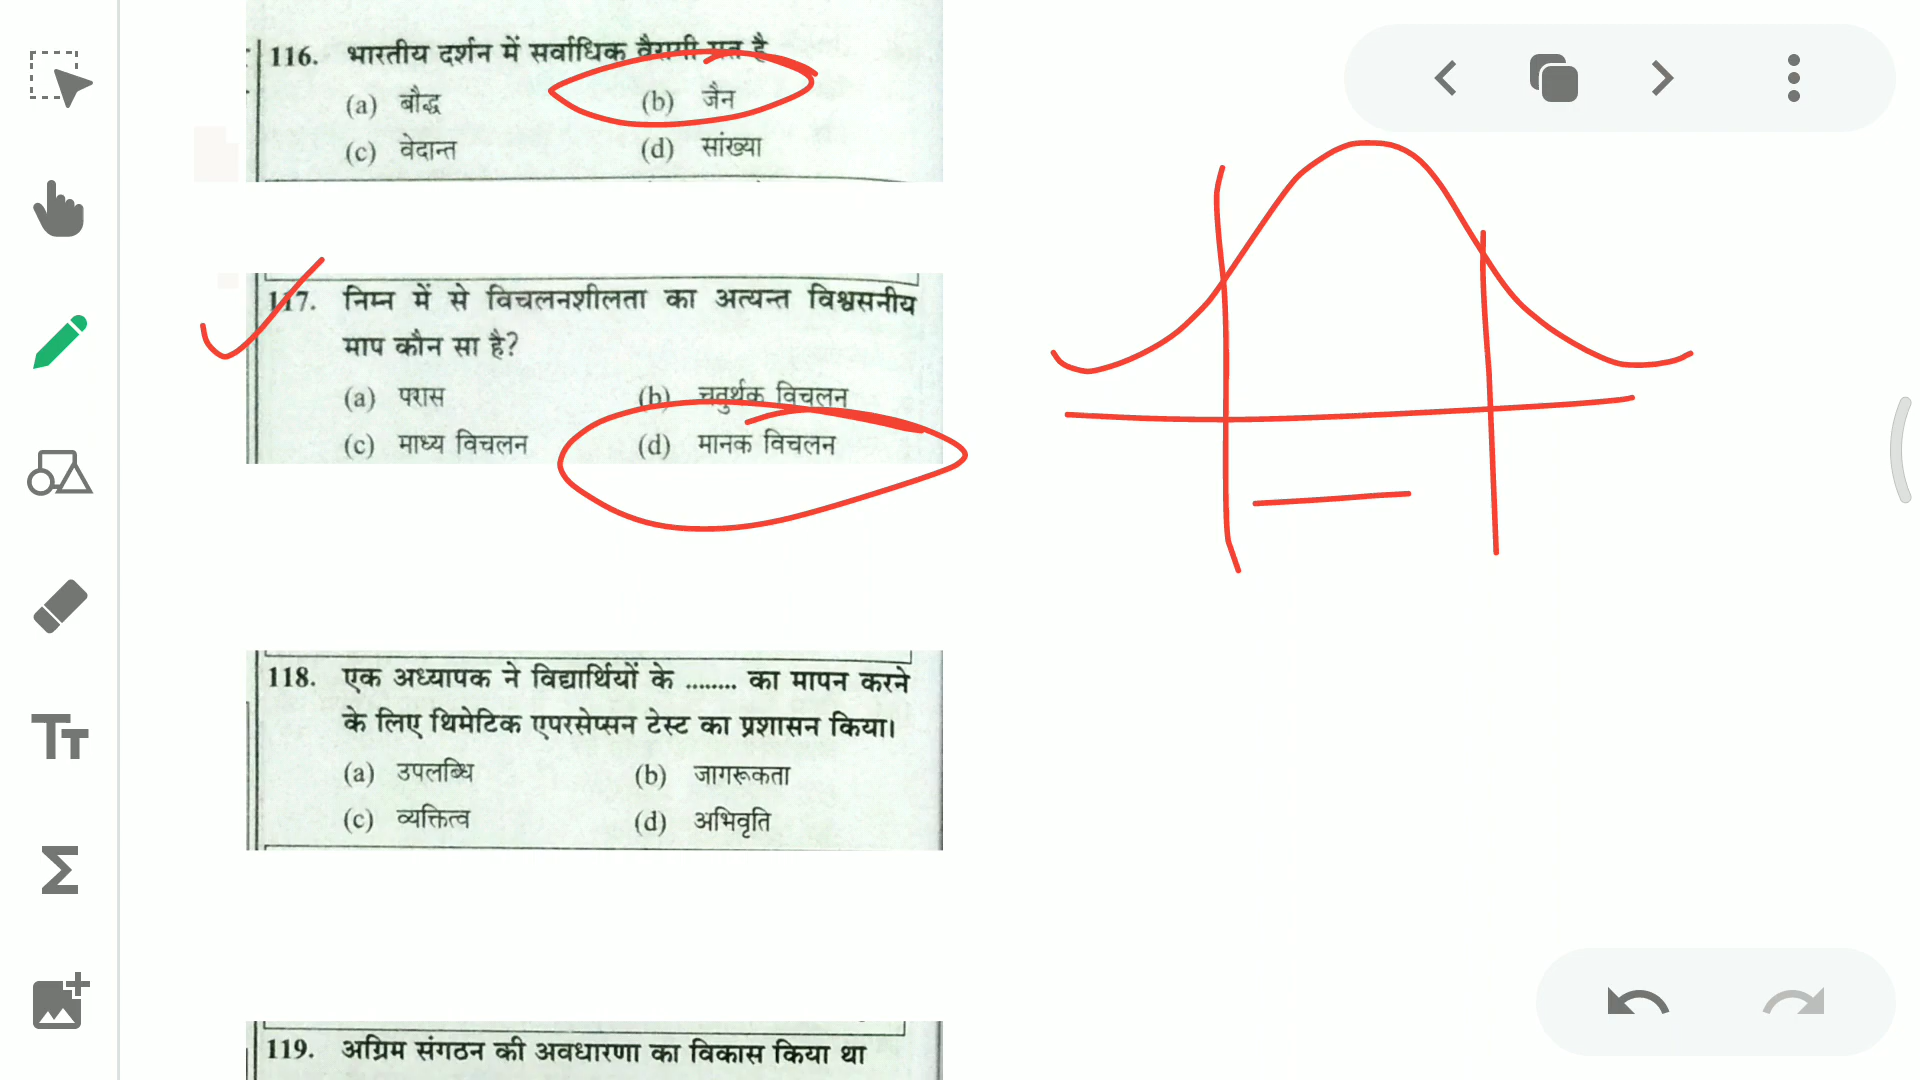 116. भारतीय दर्शन में सर्वाधिक वैरागी मत है
(a) बौद्ध (b) जैन
(c) वेदान्त (d) सांख्या
117. निम्न में से विचलनशीलता का अत्यन्त विश्वसनीय
माप कौन सा है?
(a) परास (b) चतुर्थक विचलन
(c) माध्य विचलन (d) मानक विचलन
118. एक अध्यापक ने विद्यार्थियों के ........ का मापन करने
के लिए थिमेटिक एपरसेप्सन टेस्ट का प्रशासन किया।
(a) उपलब्धि (b) जागरूकता
(c) व्यक्तित्व (d) अभिवृति
119. अग्रिम संगठन की अवधारणा का विकास किया था